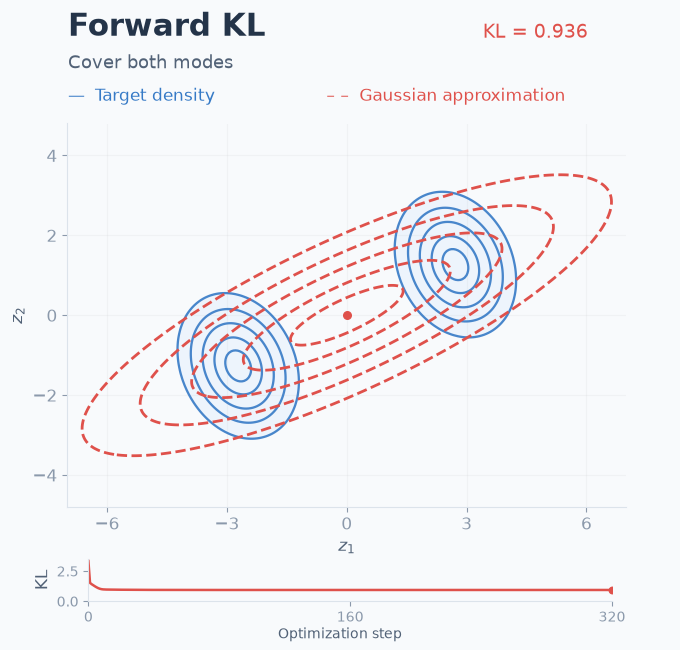 Forward KL
KL = 0.936
Cover both modes
— Target density
-- Gaussian approximation
4
2
0
−2
−4
z2
−6 −3 0 3 6
z1
KL
2.5
0.0
0 160 320
Optimization step